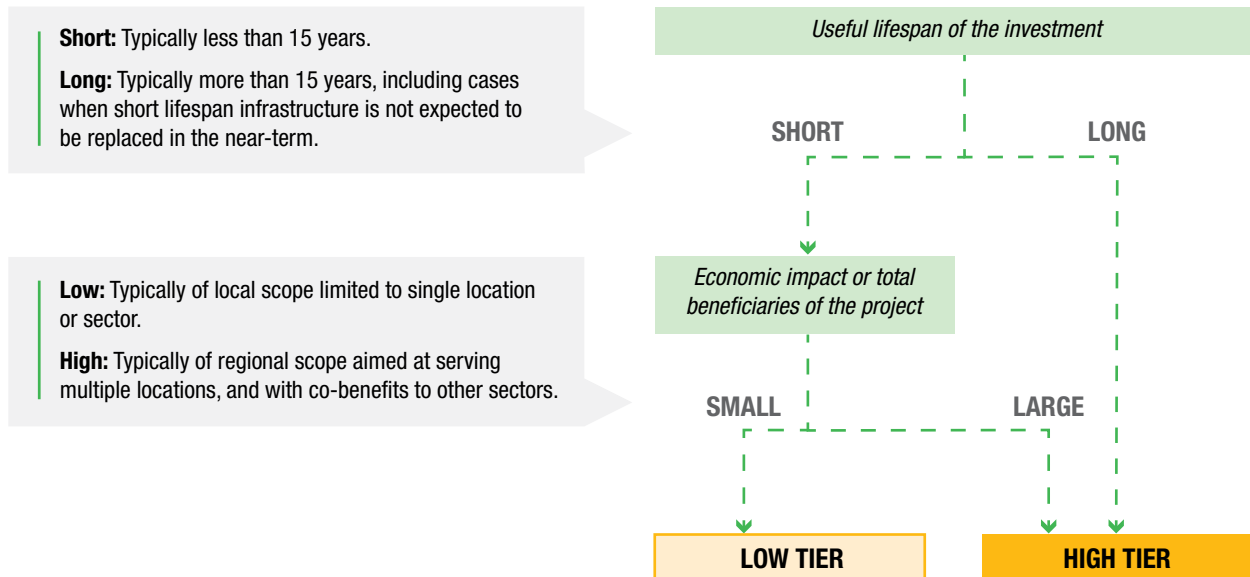 Short: Typically less than 15 years.
Long: Typically more than 15 years, including cases
when short lifespan infrastructure is not expected to
be replaced in the near-term.
Useful lifespan of the investment
SHORT
LONG
Low: Typically of local scope limited to single location
or sector.
High: Typically of regional scope aimed at serving
multiple locations, and with co-benefits to other sectors.
Economic impact or total
beneficiaries of the project
SMALL
LARGE
LOW TIER
HIGH TIER